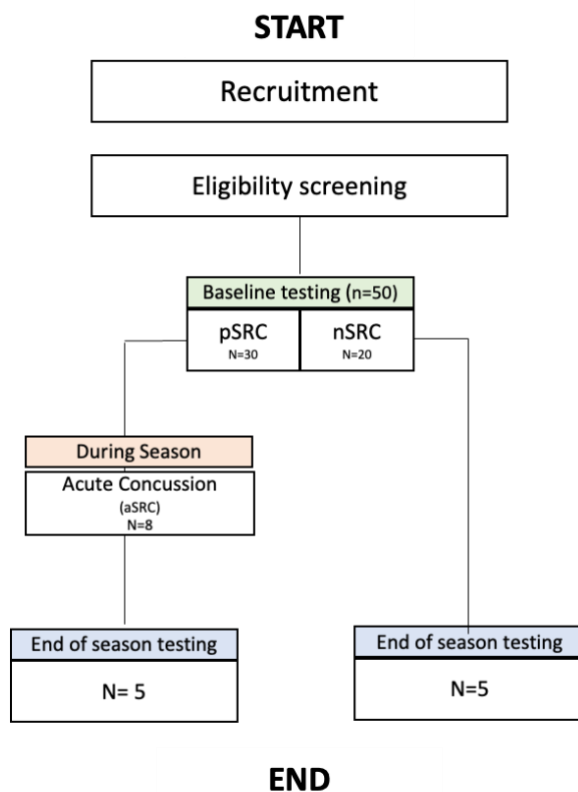 START
Recruitment
Eligibility screening
Baseline testing (n=50)
pSRC
N=30
nSRC
N=20
During Season
Acute Concussion
(aSRC)
N=8
End of season testing
N= 5
End of season testing
N=5
END